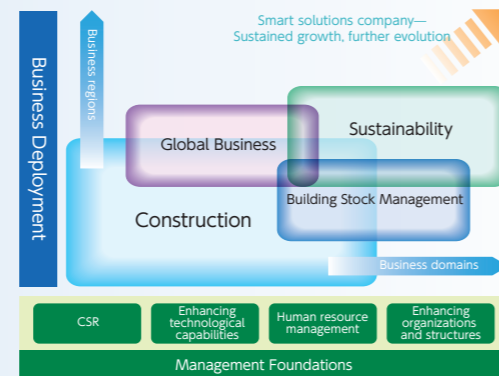 Smart solutions company—
Sustained growth, further evolution
Business Deployment
Business regions
Global Business
Sustainability
Building Stock Management
Construction
Business domains
CSR
Enhancing
technological
capabilities
Human resource
management
Enhancing
organizations
and structures
Management Foundations